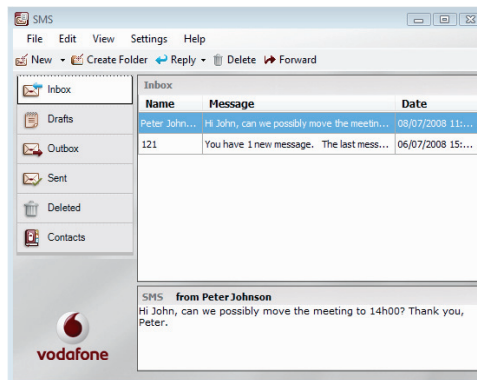 SMS
File Edit View Settings Help
New Create Folder Reply Delete Forward
Inbox
Drafts
Outbox
Sent
Deleted
Contacts
Inbox
Name Message Date
Peter John... Hi John, can we possibly move the meetin... 08/07/2008 11:...
121 You have 1 new message. The last mess... 06/07/2008 15:...
SMS from Peter Johnson
Hi John, can we possibly move the meeting to 14h00? Thank you,
Peter.
vodafone